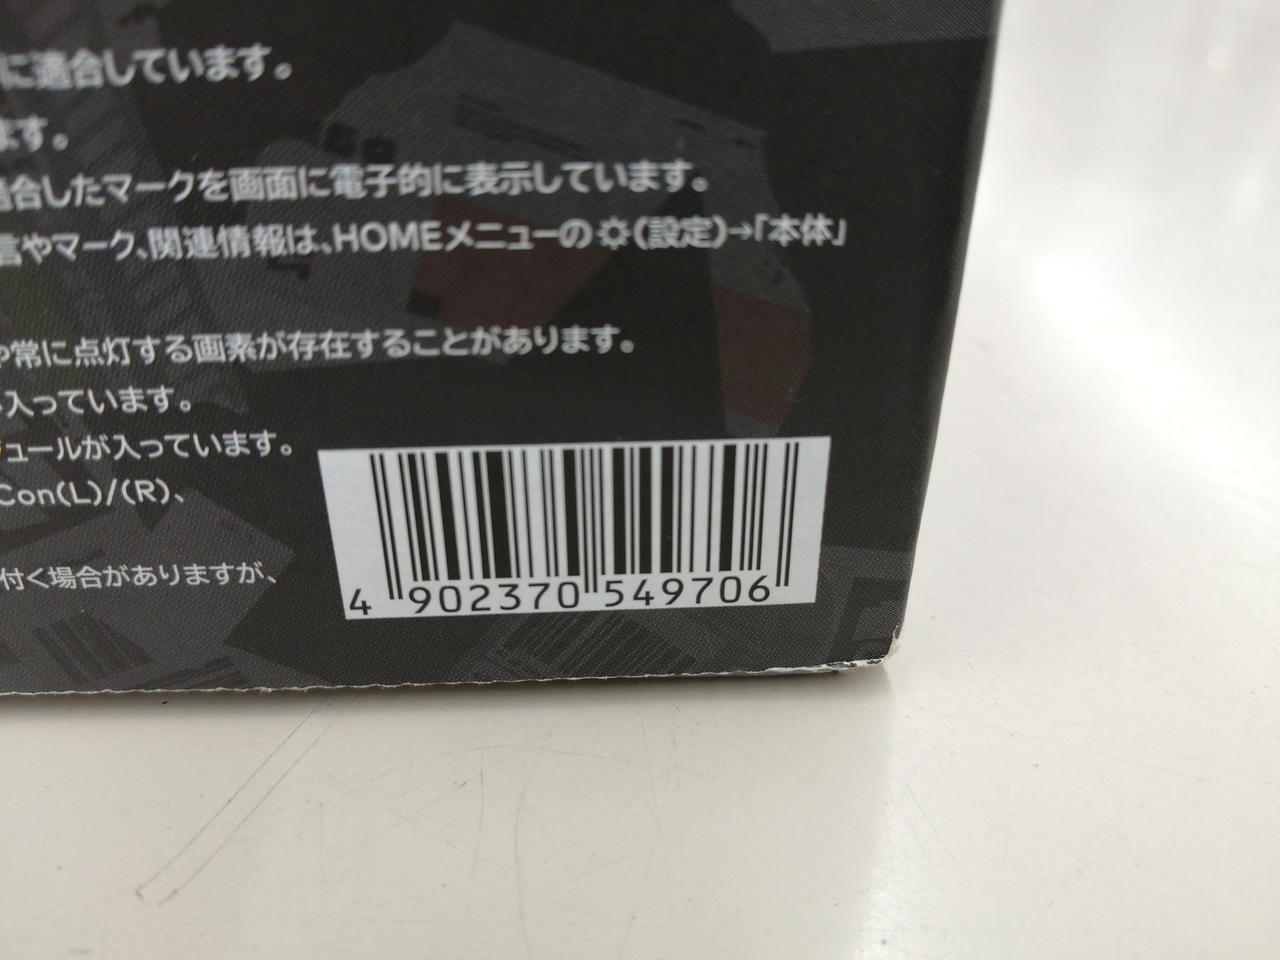 に適合しています。
ます。
適合したマークを画面に電子的に表示しています。
言やマーク、関連情報は、HOMEメニューの（設定）→「本体」
や常に点灯する画素が存在することがあります。
入っています。
ジュールが入っています。
Con(L)/(R)、
付く場合がありますが、
4 902370 549706